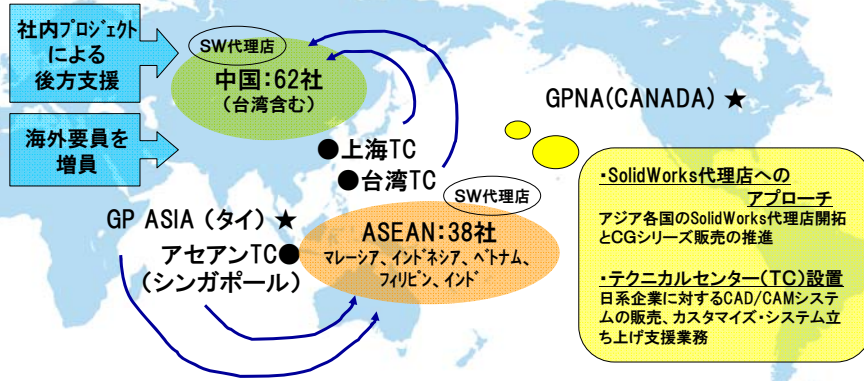 社内プロジェクト
による
後方支援
海外要員を
増員
SW代理店
中国:62社
(台湾含む)
●上海TC
●台湾TC
GPNA(CANADA) ★
SW代理店
GP ASIA (タイ) ★
アセアンTC●
(シンガポール)
ASEAN:38社
マレーシア、インドネシア、ベトナム、
フィリピン、インド
・SolidWorks代理店への
アプローチ
アジア各国のSolidWorks代理店開拓
とCGシリーズ販売の推進
・テクニカルセンター(TC)設置
日系企業に対するCAD/CAMシステ
ムの販売、カスタマイズ・システム立
ち上げ支援業務